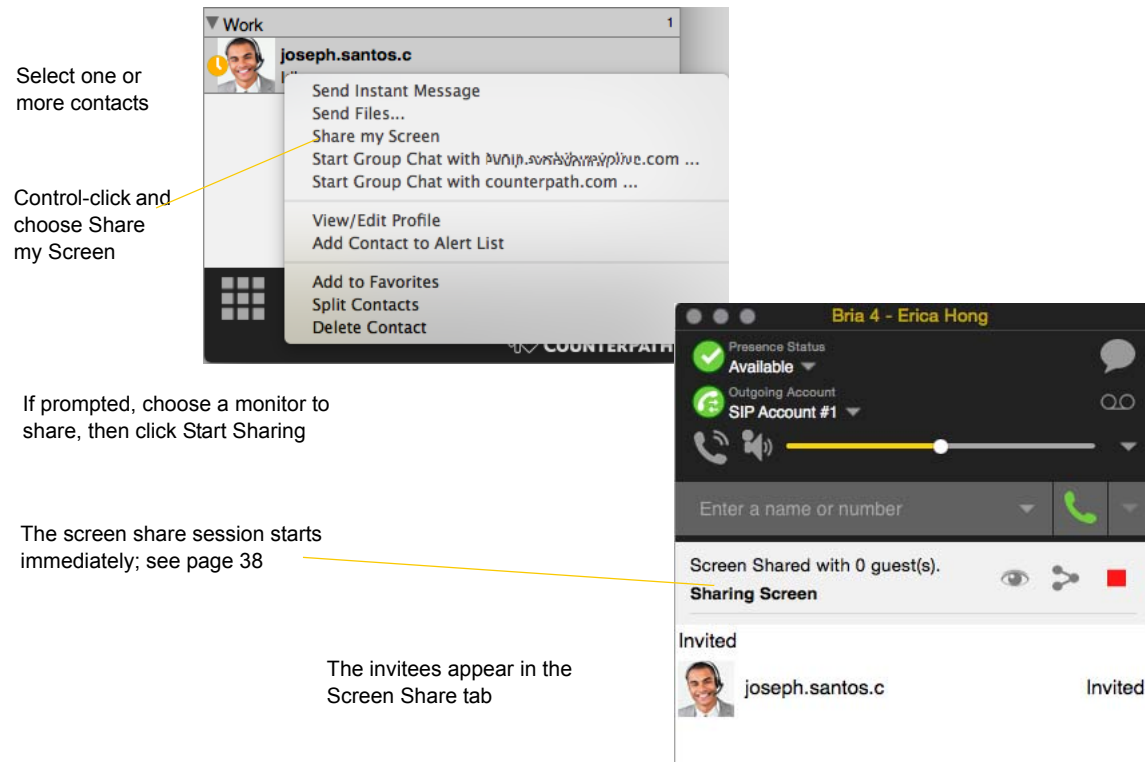 Work 1
joseph.santos.c
Select one or
more contacts
Send Instant Message
Send Files...
Share my Screen
Start Group Chat with .com ...
Start Group Chat with counterpath.com ...
Control-click and
choose Share
my Screen
View/Edit Profile
Add Contact to Alert List
Add to Favorites
Split Contacts
Delete Contact
COUNTERPATH
Bria 4 - Erica Hong
Presence Status
Available
Outgoing Account
SIP Account #1
If prompted, choose a monitor to
share, then click Start Sharing
Enter a name or number
The screen share session starts
immediately; see page 38
Screen Shared with 0 guest(s).
Sharing Screen
Invited
The invitees appear in the
Screen Share tab
joseph.santos.c Invited